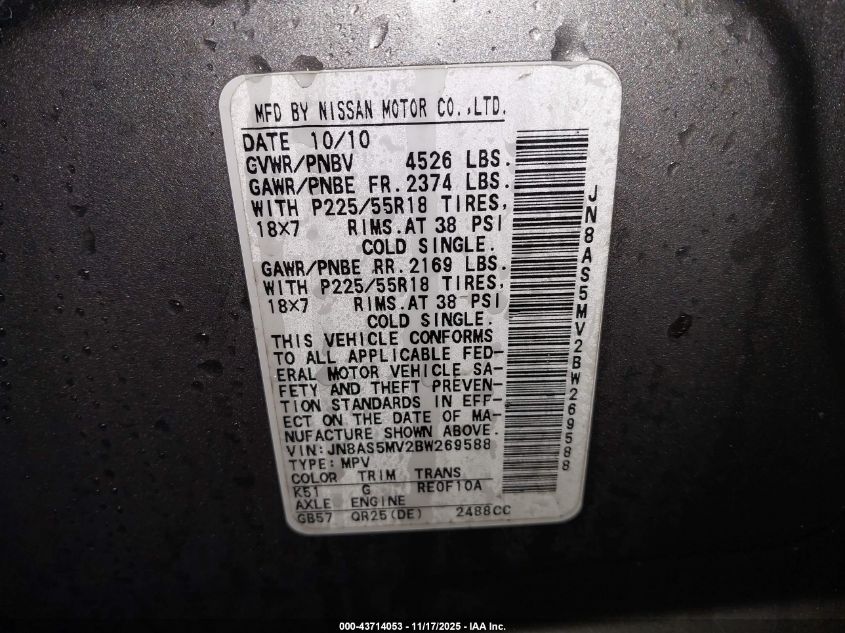 MFD BY NISSAN MOTOR CO.,LTD.
DATE 10/10
GVWR/PNBV 4526 LBS.
GAWR/PNBE FR. 2374 LBS.
WITH P225/55R18 TIRES,
18X7 RIMS.AT 38 PSI
COLD SINGLE.
GAWR/PNBE RR. 2169 LBS.
WITH P225/55R18 TIRES,
18X7 RIMS.AT 38 PSI
COLD SINGLE.
THIS VEHICLE CONFORMS
TO ALL APPLICABLE FED-
ERAL MOTOR VEHICLE SA-
FETY AND THEFT PREVEN-
TION STANDARDS IN EFF-
ECT ON THE DATE OF MA-
NUFACTURE SHOWN ABOVE.
VIN:JN8AS5MV2BW269588
TYPE:MPV
COLOR TRIM TRANS
K51 G RE0F10A
AXLE ENGINE
GB57 QR25(DE) 2488CC
JN8AS5MV2BW269588
000-43714053 - 11/17/2025 - IAA Inc.